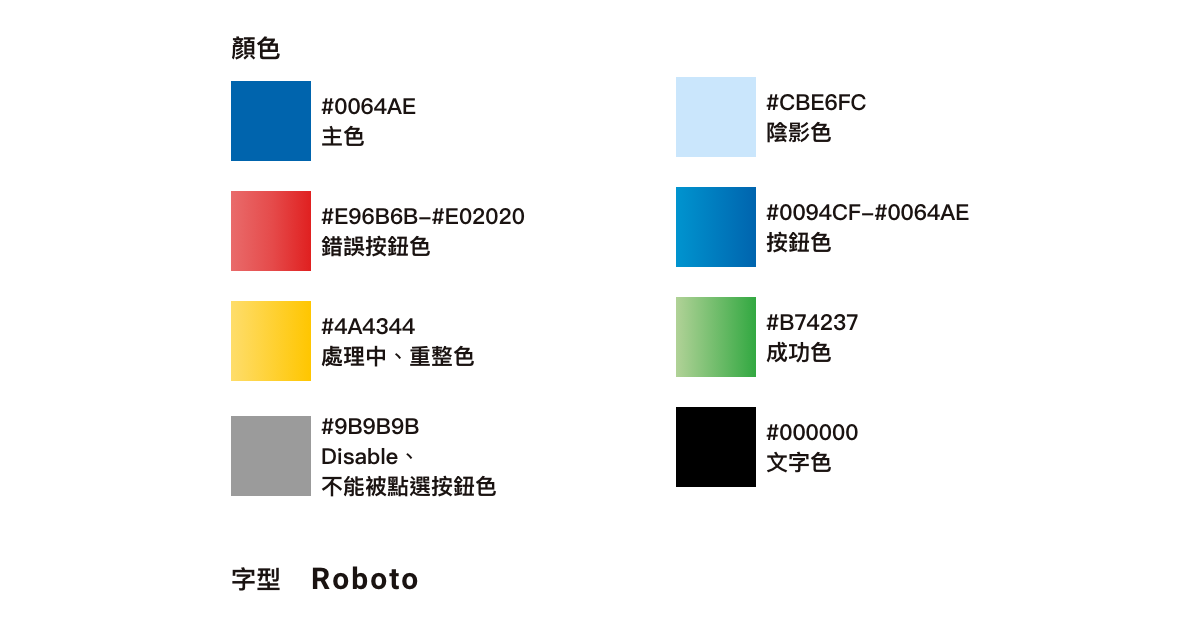 顏色
#0064AE
主色
#CBE6FC
陰影色
#E96B6B–#E02020
錯誤按鈕色
#0094CF–#0064AE
按鈕色
#4A4344
處理中、重整色
#B74237
成功色
#9B9B9B
Disable、
不能被點選按鈕色
#000000
文字色
字型 Roboto